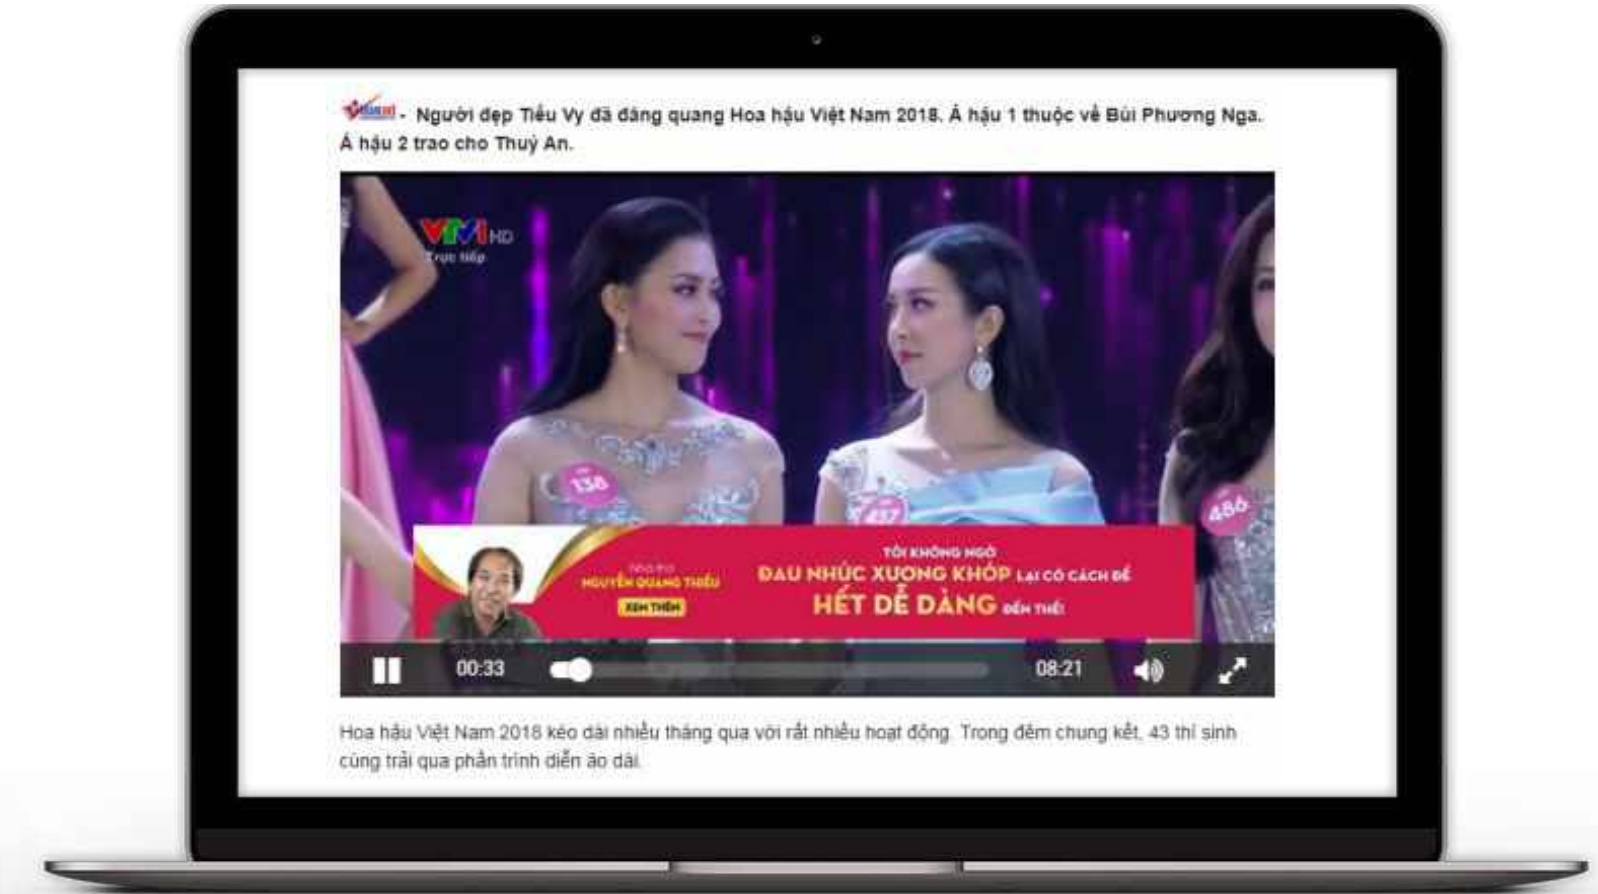 - Người đẹp Tiểu Vy đã đăng quang Hoa hậu Việt Nam 2018. Á hậu 1 thuộc về Bùi Phương Nga.
Á hậu 2 trao cho Thuý An.
VTV1 HD
Trực tiếp
138
437
486
Nhà thơ
NGUYỄN QUANG THIỀU
XEM THÊM
TÔI KHÔNG NGỜ
ĐAU NHỨC XƯƠNG KHỚP LẠI CÓ CÁCH ĐỂ
HẾT DỄ DÀNG ĐẾN THẾ!
00:33
08:21
Hoa hậu Việt Nam 2018 kéo dài nhiều tháng qua với rất nhiều hoạt động. Trong đêm chung kết, 43 thí sinh
cùng trải qua phần trình diễn áo dài.